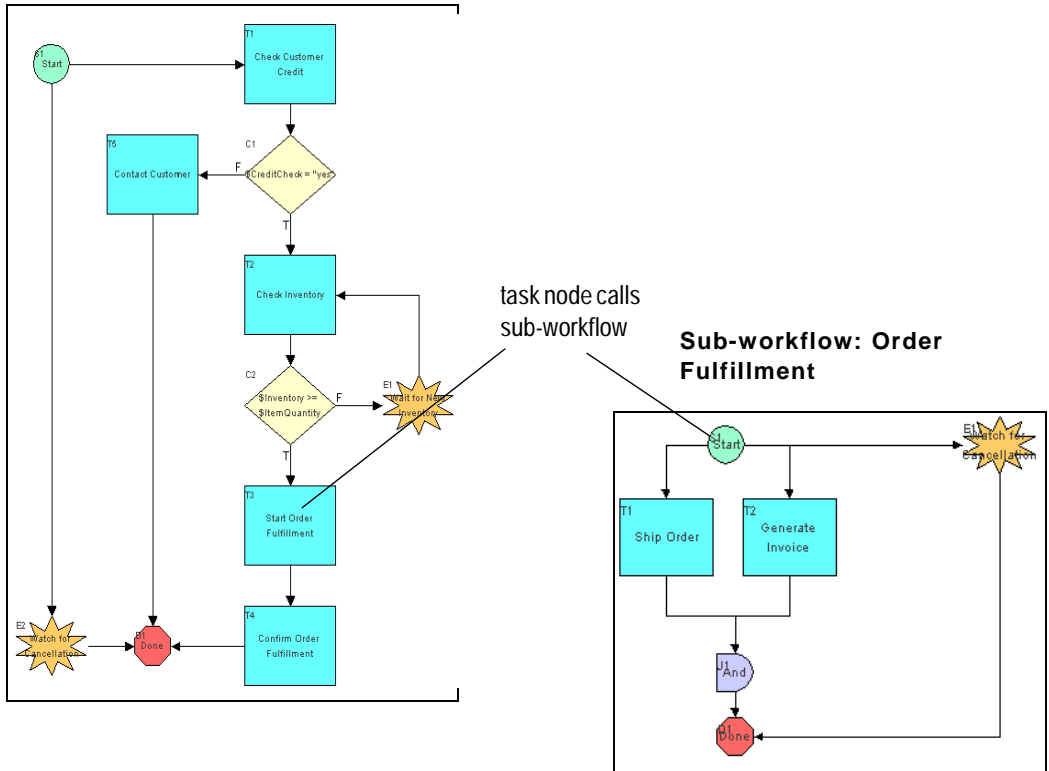 T1
Check Customer
Credit
S1
Start
C1
$CreditCheck = "yes"
F
T
T5
Contact Customer
T2
Check Inventory
C2
$Inventory >=
$ItemQuantity
F
T
E1
Wait for New
Inventory
T3
Start Order
Fulfillment
T4
Confirm Order
Fulfillment
E2
Watch for
Cancellation
D1
Done
task node calls
sub-workflow
Sub-workflow: Order
Fulfillment
S1
Start
E1
Watch for
Cancellation
T1
Ship Order
T2
Generate
Invoice
J1
And
D1
Done